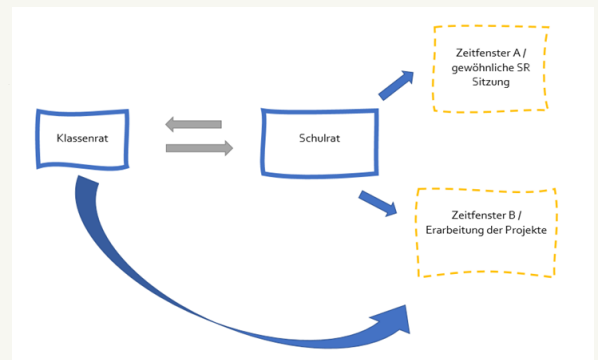 Zeitfenster A /
gewöhnliche SR
Sitzung
Klassenrat
Schulrat
Zeitfenster B /
Erarbeitung der Projekte